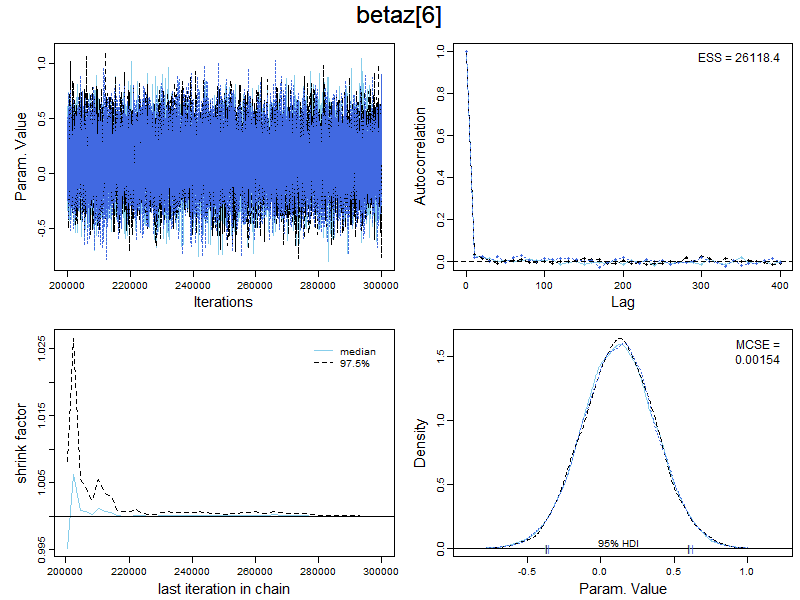 betaz[6]
Param. Value
1.0
0.5
0.0
-0.5
200000 220000 240000 260000 280000 300000
Iterations
Autocorrelation
1.0
0.8
0.6
0.4
0.2
0.0
ESS = 26118.4
0 100 200 300 400
Lag
shrink factor
1.025
1.015
1.005
0.995
median
97.5%
200000 220000 240000 260000 280000 300000
last iteration in chain
Density
1.5
1.0
0.5
0.0
MCSE =
0.00154
95% HDI
-0.5 0.0 0.5 1.0
Param. Value